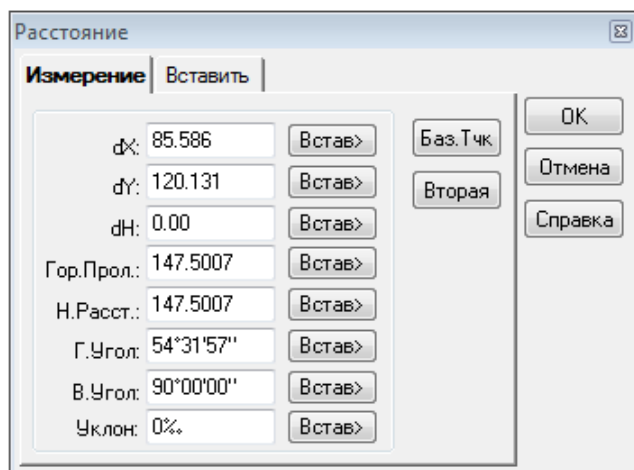 Расстояние
Измерение Вставить
dX: 85.586 Встав> Баз.Тчк ОК
dY: 120.131 Встав> Вторая Отмена
dH: 0.00 Встав> Справка
Гор.Прол.: 147.5007 Встав>
Н.Расст.: 147.5007 Встав>
Г.Угол: 54°31'57'' Встав>
В.Угол: 90°00'00'' Встав>
Уклон: 0‰ Встав>